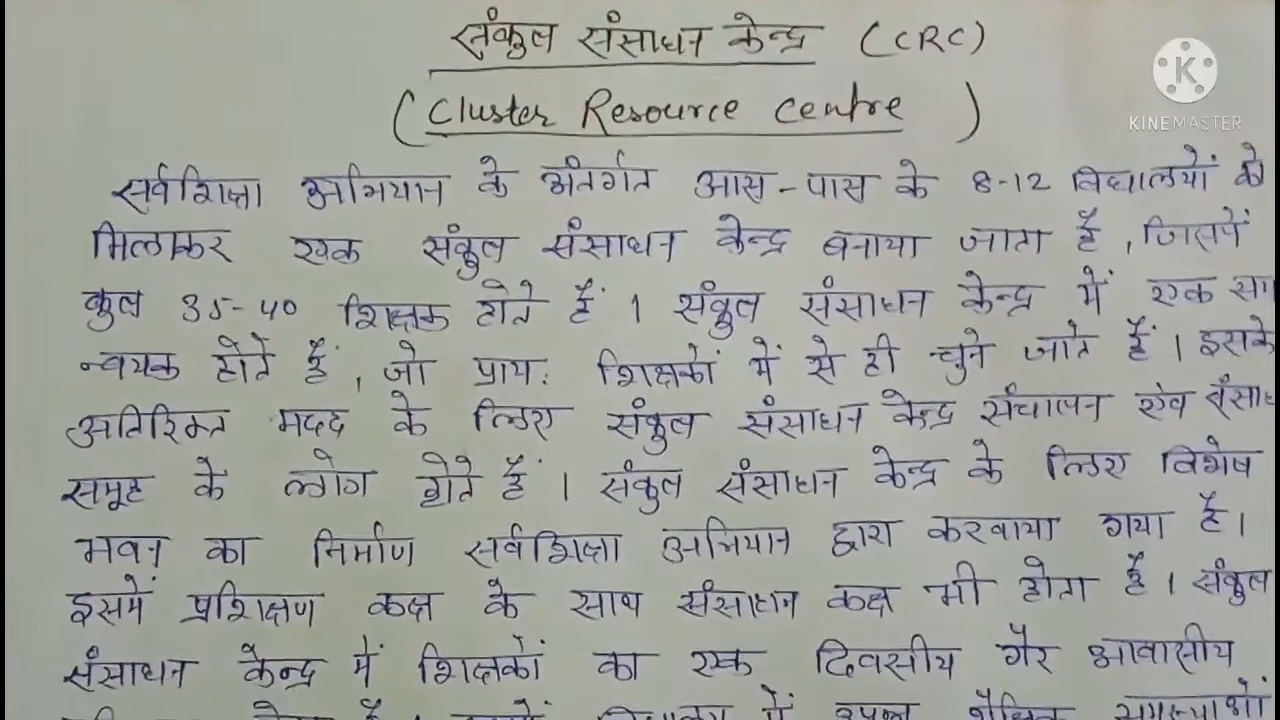 संकुल संसाधन केन्द्र (CRC)
(Cluster Resource Centre)
K
KINEMASTER
सर्वशिक्षा अभियान के अंतर्गत आस-पास के 8-12 विद्यालयों को
मिलाकर एक संकुल संसाधन केन्द्र बनाया जाता है, जिसमें
कुल 35-40 शिक्षक होते हैं । संकुल संसाधन केन्द्र में एक सम
न्वयक होते हैं, जो प्रायः शिक्षकों में से ही चुने जाते हैं । इसके
अतिरिक्त मदद के लिए संकुल संसाधन केन्द्र संचालन एंव संसाध
समूह के लोग होते हैं । संकुल संसाधन केन्द्र के लिए विशेष
भवन का निर्माण सर्वशिक्षा अभियान द्वारा करवाया गया है।
इसमें प्रशिक्षण कक्ष के साथ संसाधन कक्ष भी होता है । संकुल
संसाधन केन्द्र में शिक्षकों का एक दिवसीय गैर आवासीय